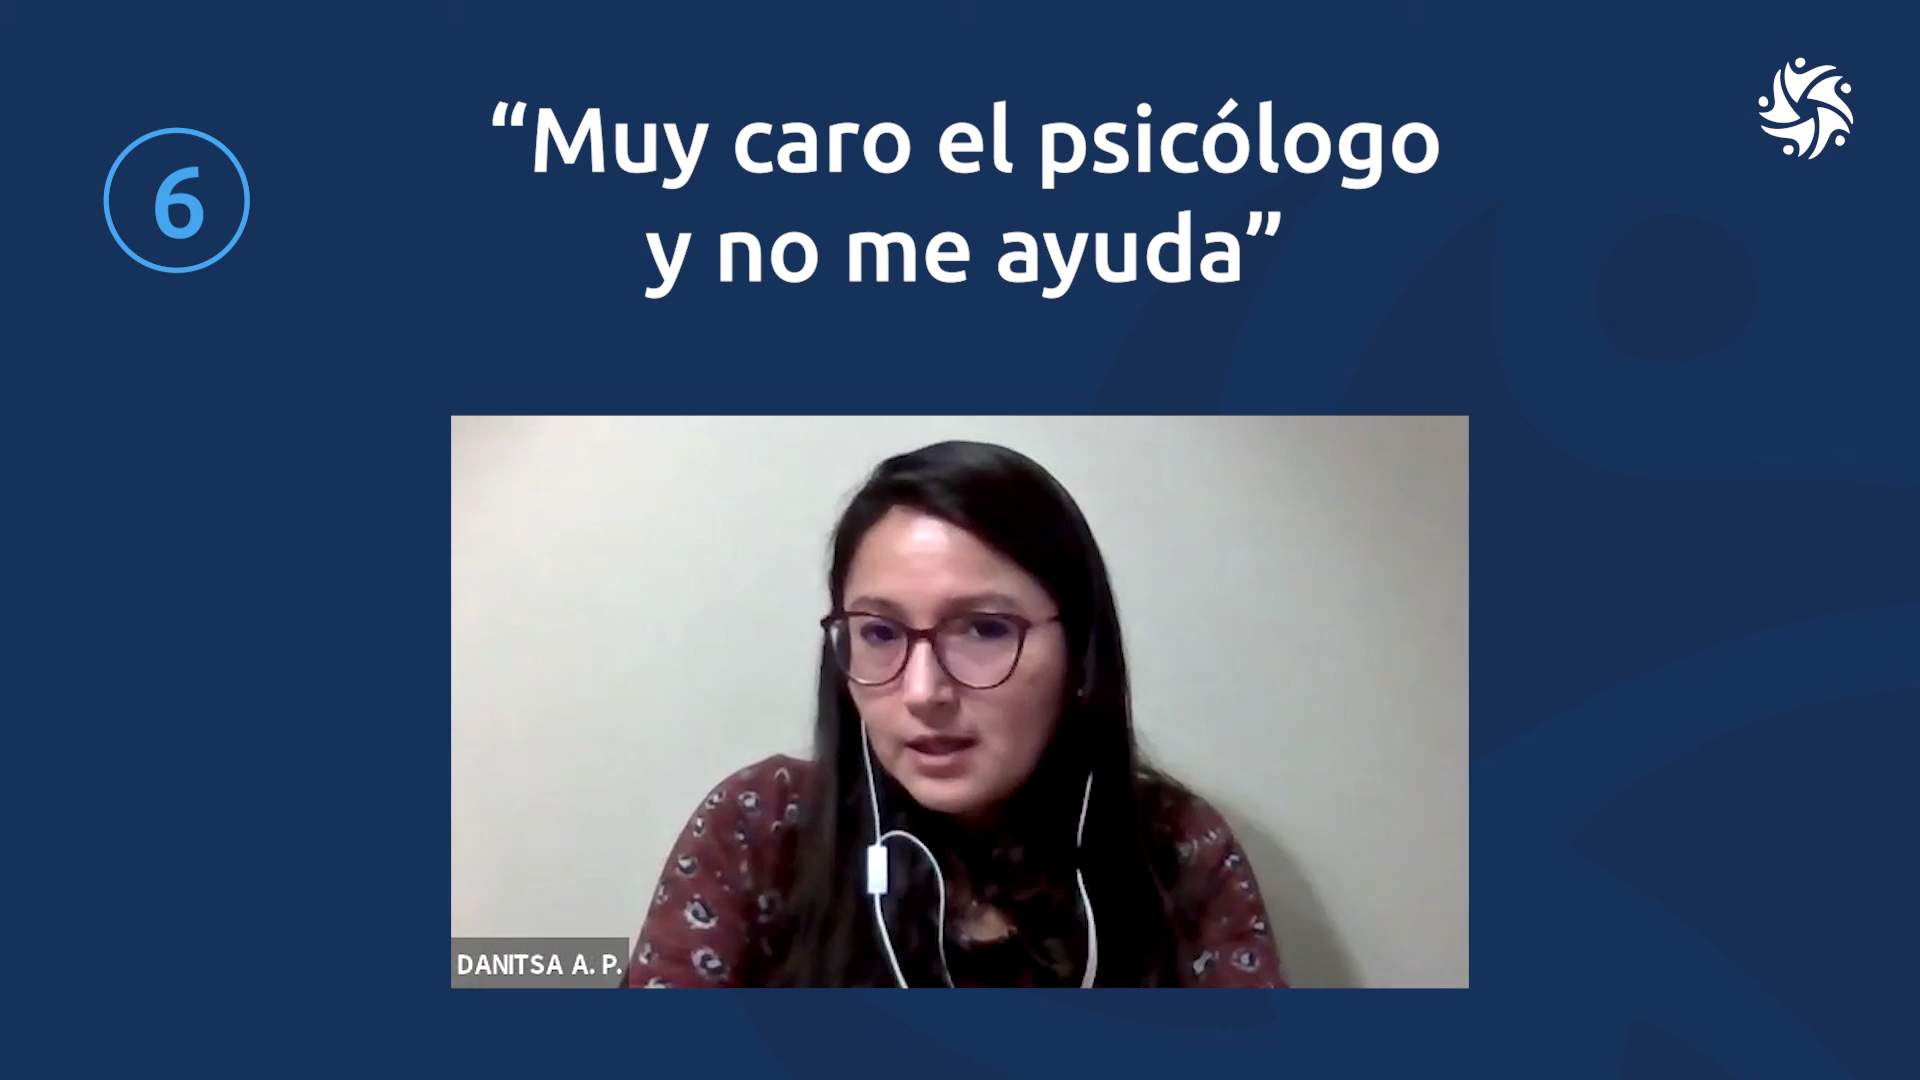 6
“Muy caro el psicólogo
y no me ayuda”
DANITSA A. P.